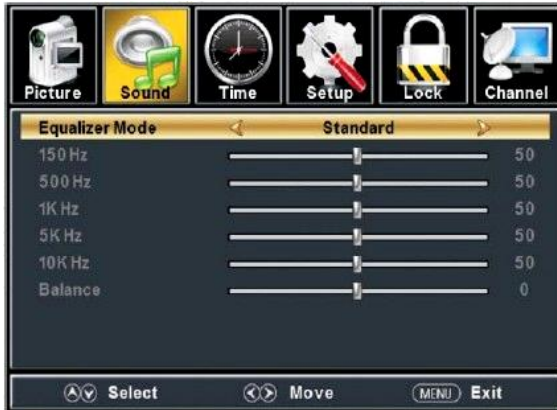 Picture Sound Time Setup Lock Channel
Equalizer Mode Standard
150 Hz 50
500 Hz 50
1K Hz 50
5K Hz 50
10K Hz 50
Balance 0
Select Move MENU Exit